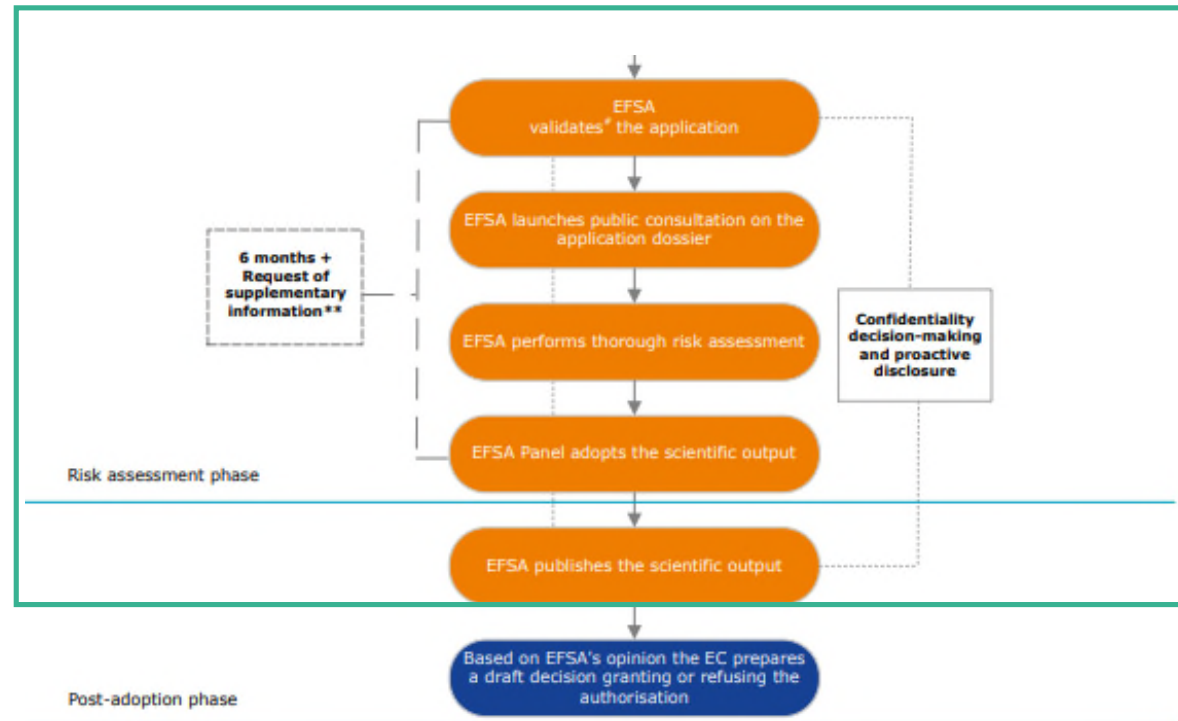 EFSA
validates# the application
EFSA launches public consultation on the
application dossier
6 months +
Request of
supplementary
information**
EFSA performs thorough risk assessment
Confidentiality
decision-making
and proactive
disclosure
EFSA Panel adopts the scientific output
Risk assessment phase
EFSA publishes the scientific output
Based on EFSA's opinion the EC prepares
a draft decision granting or refusing the
authorisation
Post-adoption phase